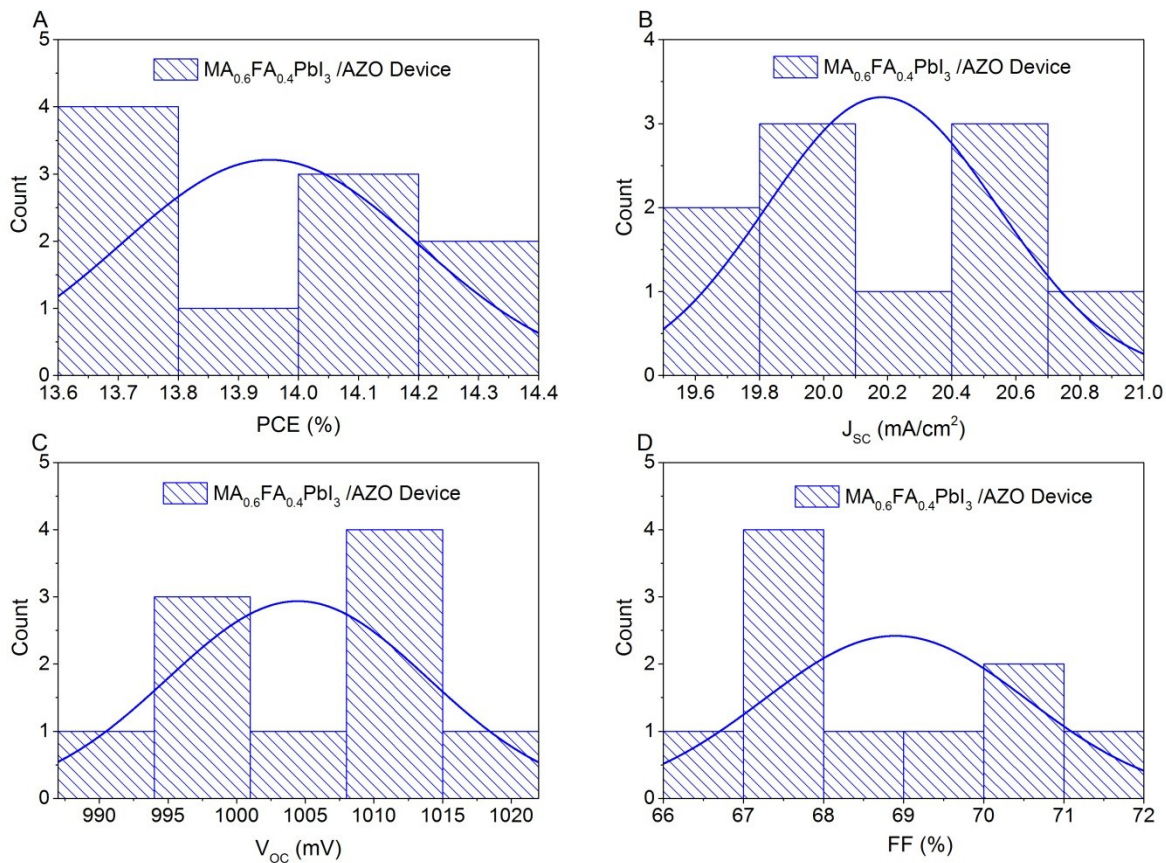 A
MA0.6FA0.4PbI3 /AZO Device
5
4
3
2
1
0
Count
13.6 13.7 13.8 13.9 14.0 14.1 14.2 14.3 14.4
PCE (%)
B
MA0.6FA0.4PbI3 /AZO Device
4
3
2
1
0
Count
19.6 19.8 20.0 20.2 20.4 20.6 20.8 21.0
JSC (mA/cm2)
C
MA0.6FA0.4PbI3 /AZO Device
5
4
3
2
1
0
Count
990 995 1000 1005 1010 1015 1020
VOC (mV)
D
MA0.6FA0.4PbI3 /AZO Device
5
4
3
2
1
0
Count
66 67 68 69 70 71 72
FF (%)